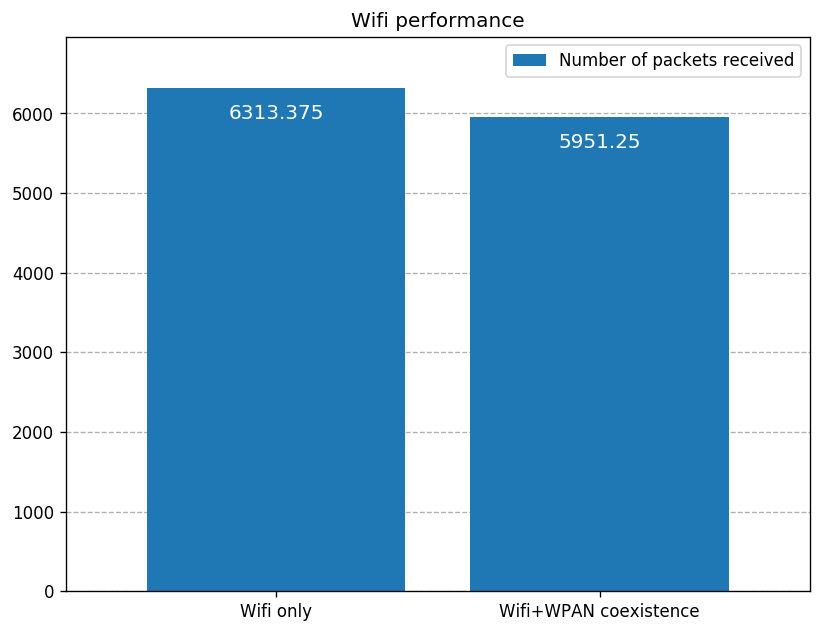 Wifi performance
Number of packets received
6000
5000
4000
3000
2000
1000
0
6313.375
5951.25
Wifi only
Wifi+WPAN coexistence